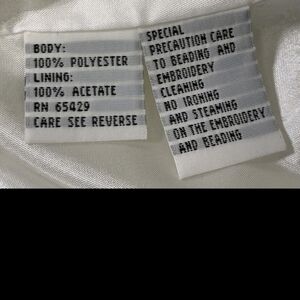 BODY:
100% POLYESTER
LINING:
100% ACETATE
RN 65429
CARE SEE REVERSE
SPECIAL
PRECAUTION CARE
TO BEADING AND
EMBROIDERY
CLEANING
NO IRONING
AND STEAMING
ON THE EMBROIDERY
AND BEADING